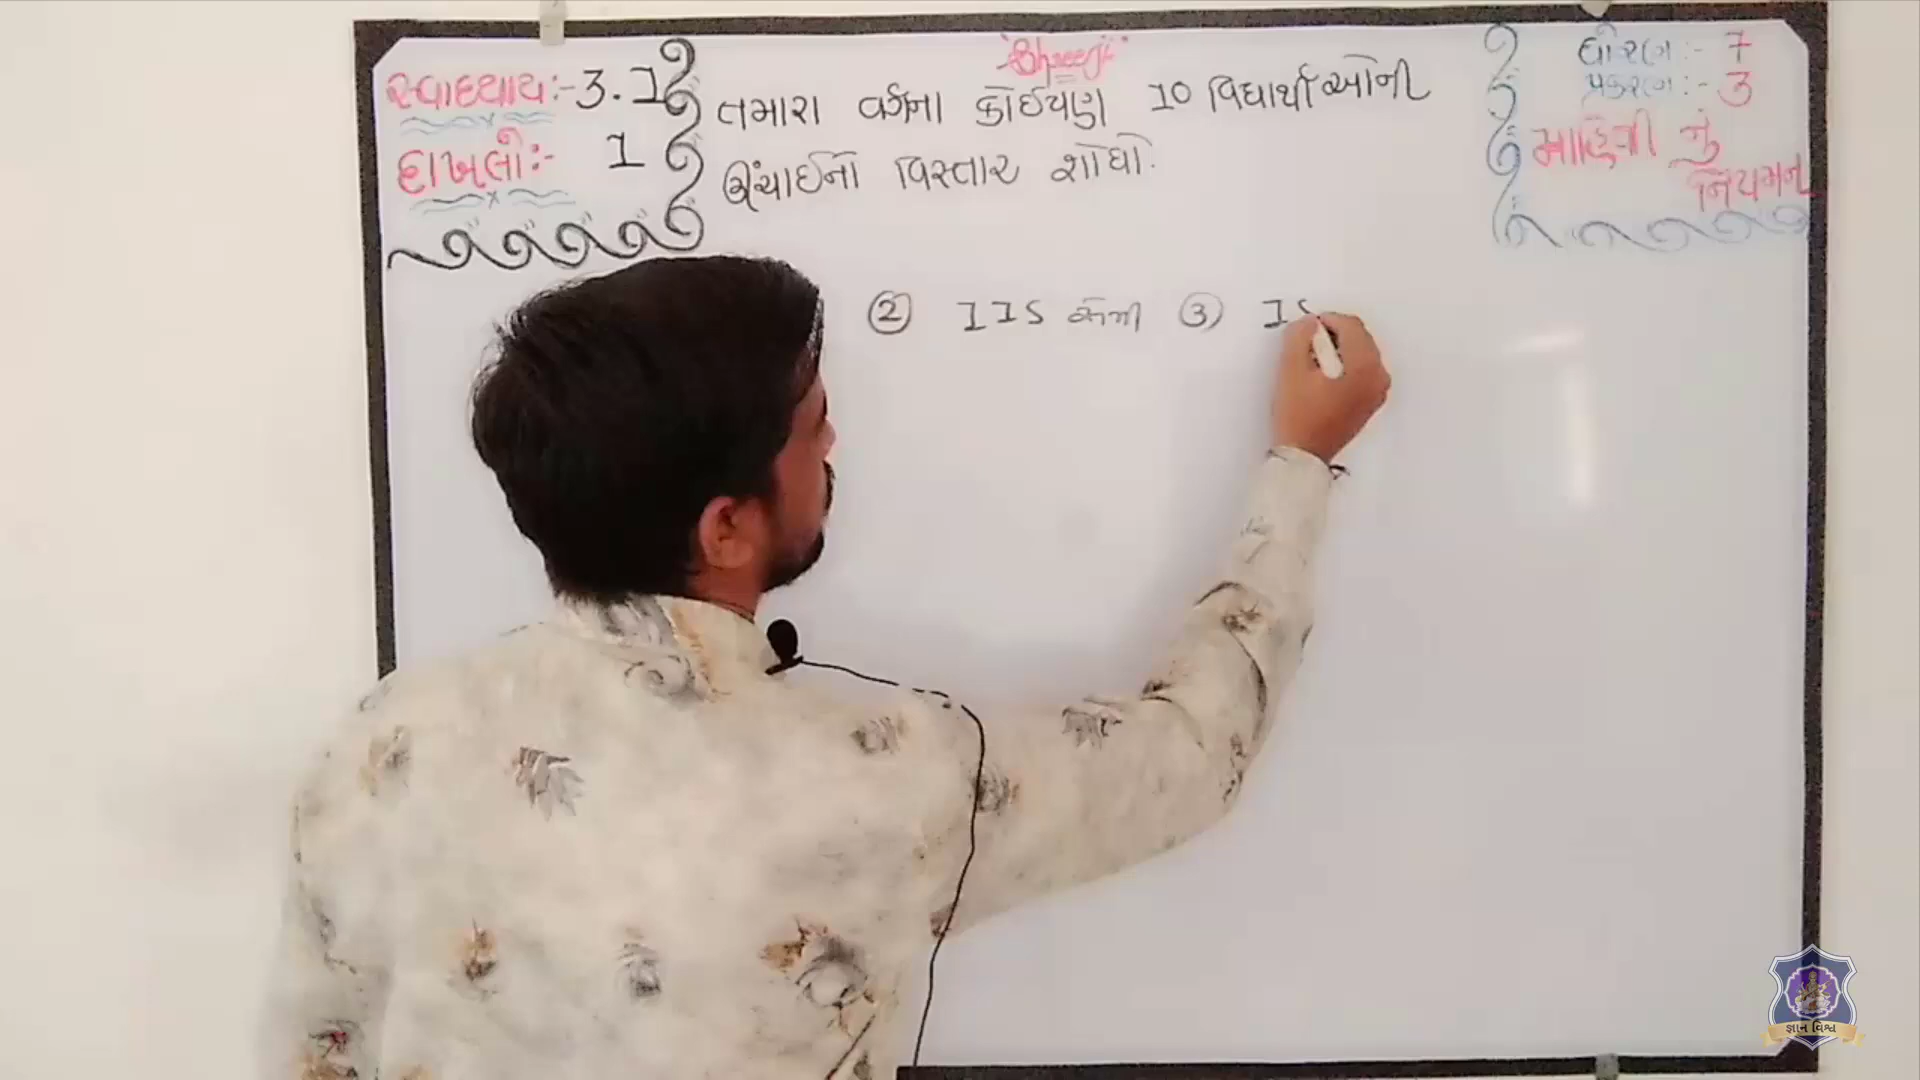 સ્વાધ્યાય:- 3.1
દાખલો:- 1
Shreeji
તમારા વર્ગના કોઈપણ 10 વિદ્યાર્થીઓની
ઊંચાઈનો વિસ્તાર શોધો.
ધોરણ:- 7
પ્રકરણ:- 3
માહિતી નું
નિયમન
② 115 સેમી ③ 15
જ્ઞાન વિશ્વ